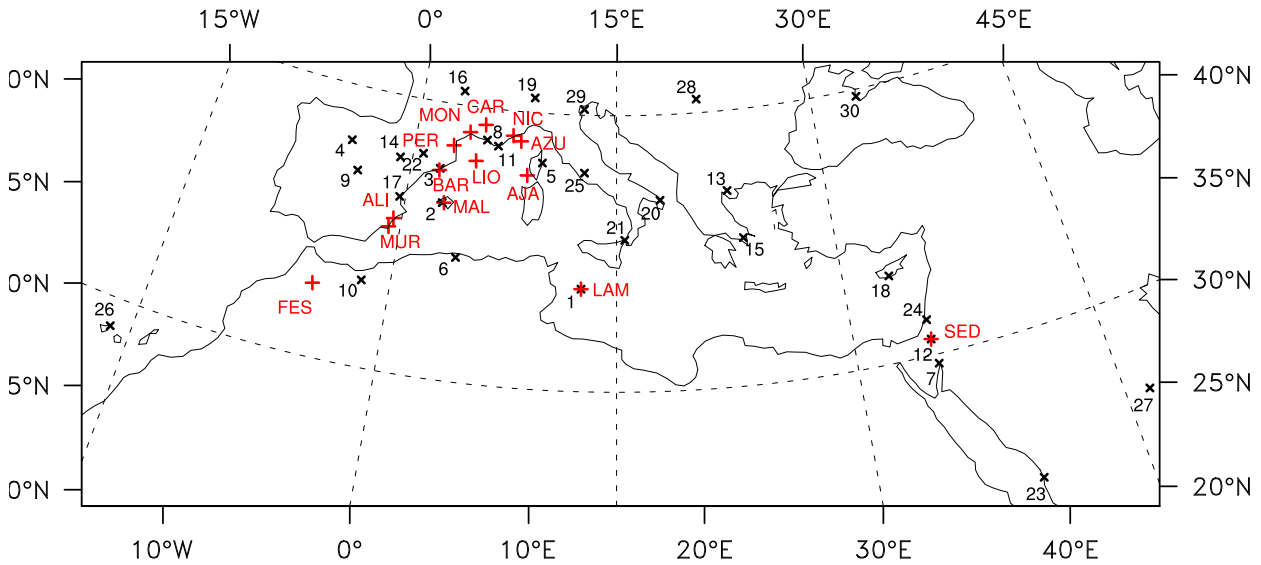 15°W 0° 15°E 30°E 45°E
0°N 40°N
16 19 28 29 30
MON CAR NIC
4 14 PER 8 AZU
22 11
9 3 LIO 5 25 13 5°N 35°N
17 BAR AJA
ALI 2 MAL 20
MUR 21 15
6
0°N FES 10 1 LAM 18 30°N
26 24 SED
12
7
5°N 27 25°N
0°N 23 20°N
10°W 0° 10°E 20°E 30°E 40°E